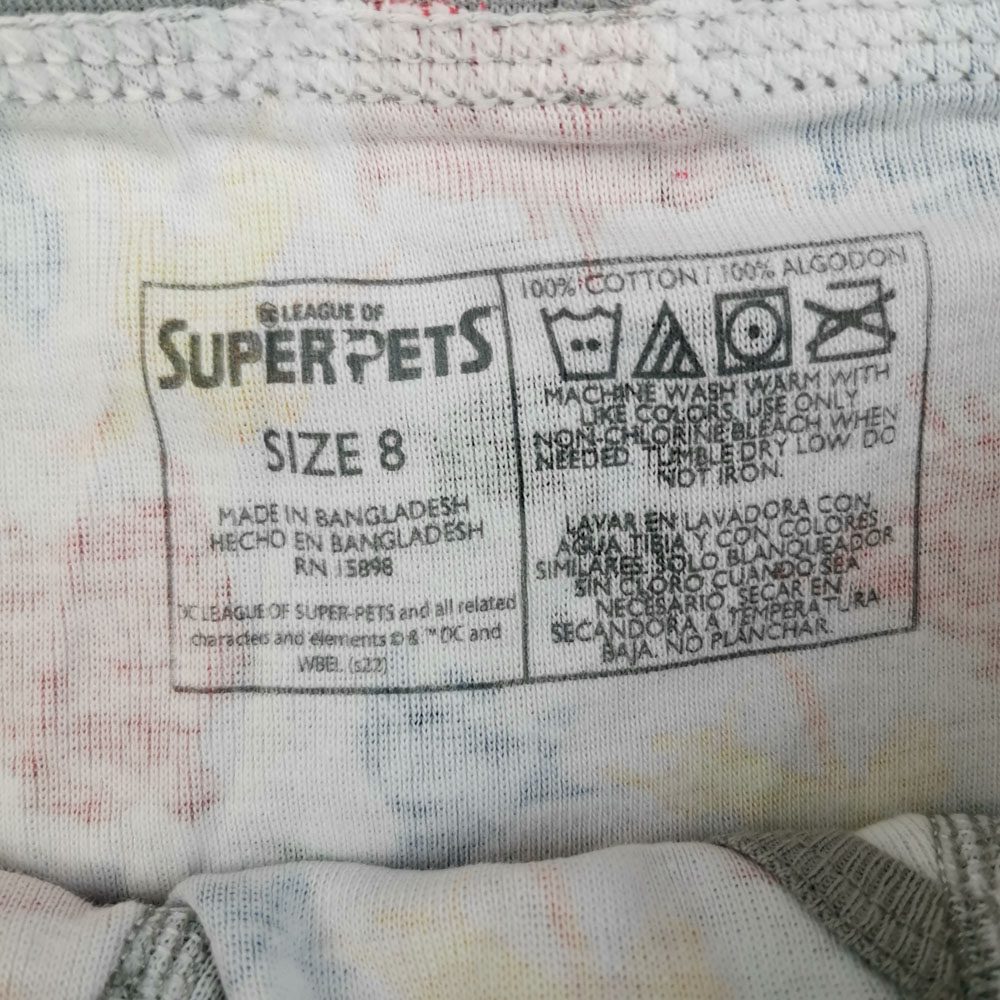 LEAGUE OF
SUPER PETS
SIZE 8
MADE IN BANGLADESH
HECHO EN BANGLADESH
RN 15898
DC LEAGUE OF SUPER-PETS and all related
characters and elements © & ™ DC and
WBEI. (s22)
100% COTTON / 100% ALGODON
MACHINE WASH WARM WITH
LIKE COLORS. USE ONLY
NON-CHLORINE BLEACH WHEN
NEEDED. TUMBLE DRY LOW. DO
NOT IRON.
LAVAR EN LAVADORA CON
AGUA TIBIA Y CON COLORES
SIMILARES. SOLO BLANQUEADOR
SIN CLORO CUANDO SEA
NECESARIO. SECAR EN
SECANDORA A TEMPERATURA
BAJA. NO PLANCHAR.